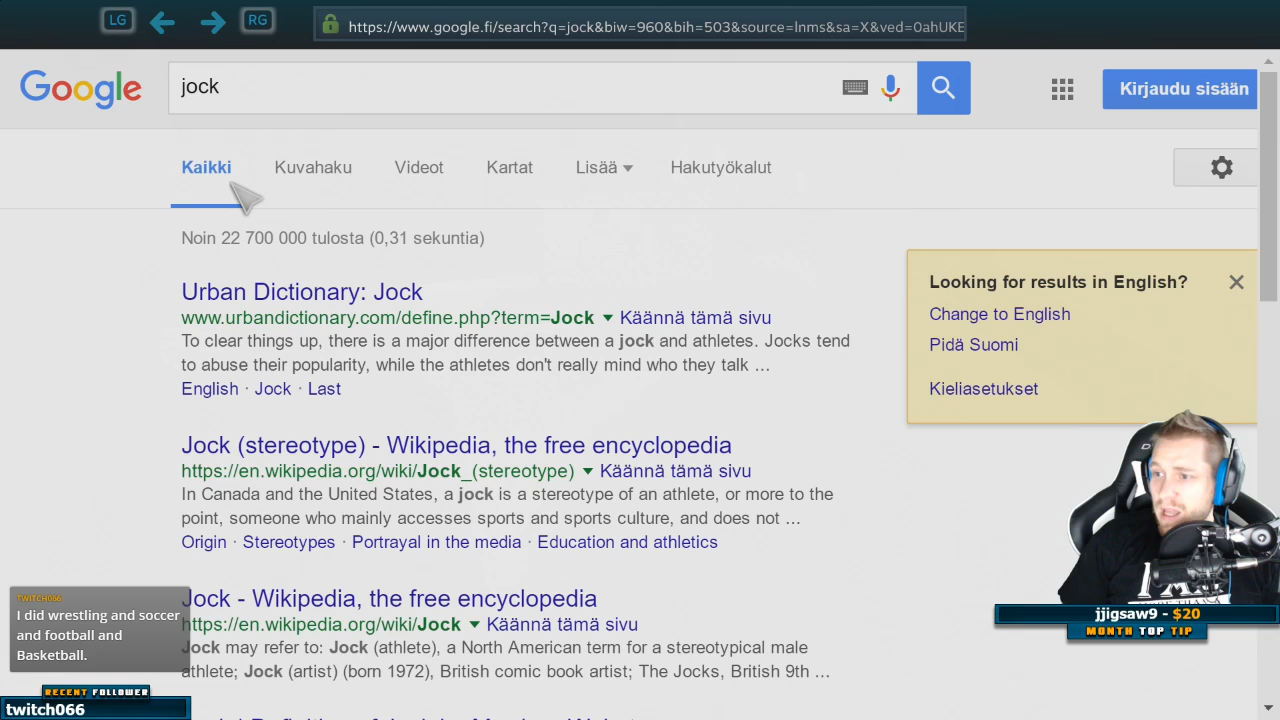 LG
RG
https://www.google.fi/search?q=jock&biw=960&bih=503&source=lnms&sa=X&ved=0ahUKE
Google
jock
Kirjaudu sisään
Kaikki
Kuvahaku
Videot
Kartat
Lisää
Hakutyökalut
Noin 22 700 000 tulosta (0,31 sekuntia)
Urban Dictionary: Jock
www.urbandictionary.com/define.php?term=Jock Käännä tämä sivu
To clear things up, there is a major difference between a jock and athletes. Jocks tend
to abuse their popularity, while the athletes don't really mind who they talk ...
English · Jock · Last
Looking for results in English?
Change to English
Pidä Suomi
Kieliasetukset
Jock (stereotype) - Wikipedia, the free encyclopedia
https://en.wikipedia.org/wiki/Jock_(stereotype) Käännä tämä sivu
In Canada and the United States, a jock is a stereotype of an athlete, or more to the
point, someone who mainly accesses sports and sports culture, and does not ...
Origin · Stereotypes · Portrayal in the media · Education and athletics
Jock - Wikipedia, the free encyclopedia
https://en.wikipedia.org/wiki/Jock Käännä tämä sivu
Jock may refer to: Jock (athlete), a North American term for a stereotypical male
athlete; Jock (artist) (born 1972), British comic book artist; The Jocks, British 9th ...
TWITCH066
I did wrestling and soccer
and football and
Basketball.
RECENT FOLLOWER
twitch066
jjigsaw9 - $20
MONTH TOP TIP